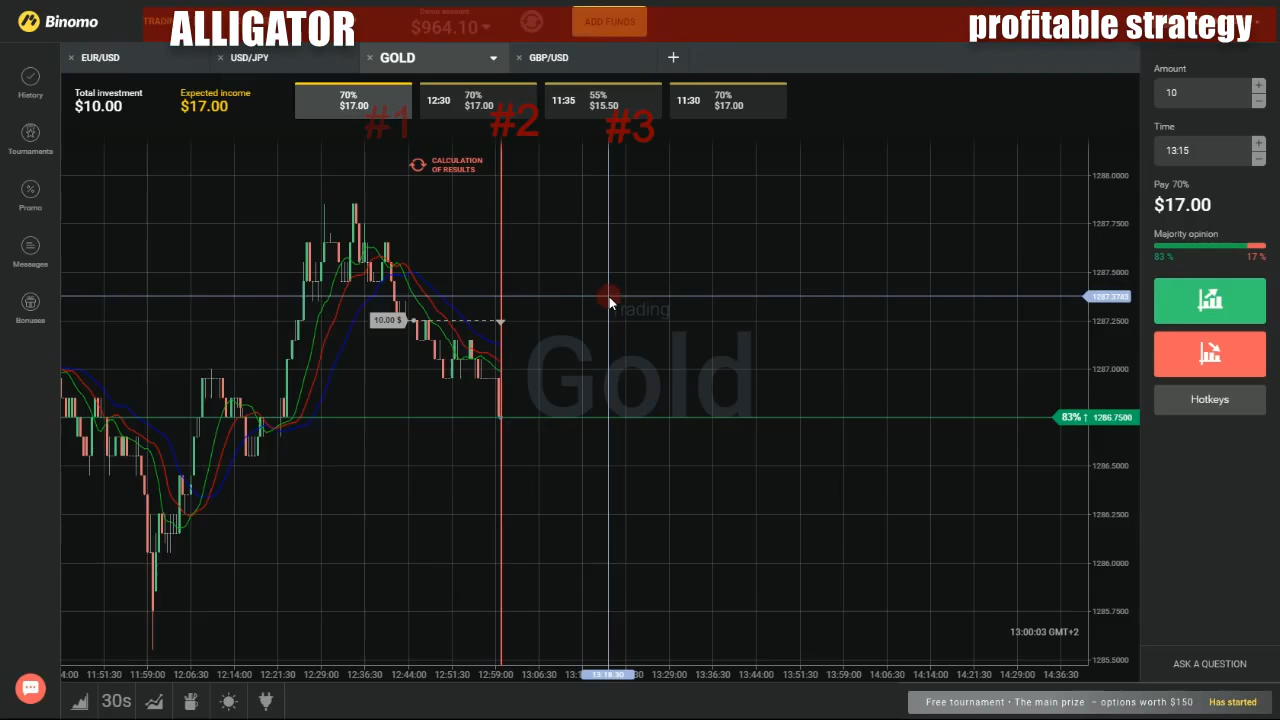 Binomo
TRADING
ALLIGATOR
Demo account
$964.10
ADD FUNDS
profitable strategy
EUR/USD
USD/JPY
GOLD
GBP/USD
Total investment
$10.00
Expected income
$17.00
70%
$17.00
12:30
70%
$17.00
11:35
55%
$15.50
11:30
70%
$17.00
#1
#2
#3
CALCULATION
OF RESULTS
History
Tournaments
Promo
Messages
Bonuses
10.00 $
Trading
Gold
1288.0000
1287.7500
1287.5000
1287.3743
1287.2500
1287.0000
83% ↑ 1286.7500
1286.5000
1286.2500
1286.0000
1285.7500
1285.5000
13:00:03 GMT+2
11:51:30
11:59:00
12:06:30
12:14:00
12:21:30
12:29:00
12:36:30
12:44:00
12:51:30
12:59:00
13:06:30
13:18:30
13:29:00
13:36:30
13:44:00
13:51:30
13:59:00
14:06:30
14:14:00
14:21:30
14:29:00
14:36:30
Amount
10
Time
13:15
Pay 70%
$17.00
Majority opinion
83 %
17 %
Hotkeys
ASK A QUESTION
30s
Free tournament • The main prize – options worth $150 Has started